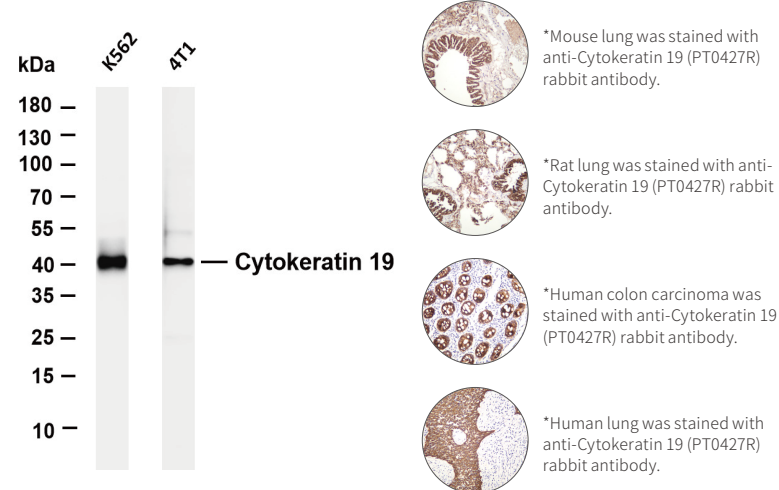 kDa
K562
4T1
180
130
100
70
55
40
35
25
15
10
Cytokeratin 19
*Mouse lung was stained with
anti-Cytokeratin 19 (PT0427R)
rabbit antibody.
*Rat lung was stained with anti-
Cytokeratin 19 (PT0427R) rabbit
antibody.
*Human colon carcinoma was
stained with anti-Cytokeratin 19
(PT0427R) rabbit antibody.
*Human lung was stained with
anti-Cytokeratin 19 (PT0427R)
rabbit antibody.